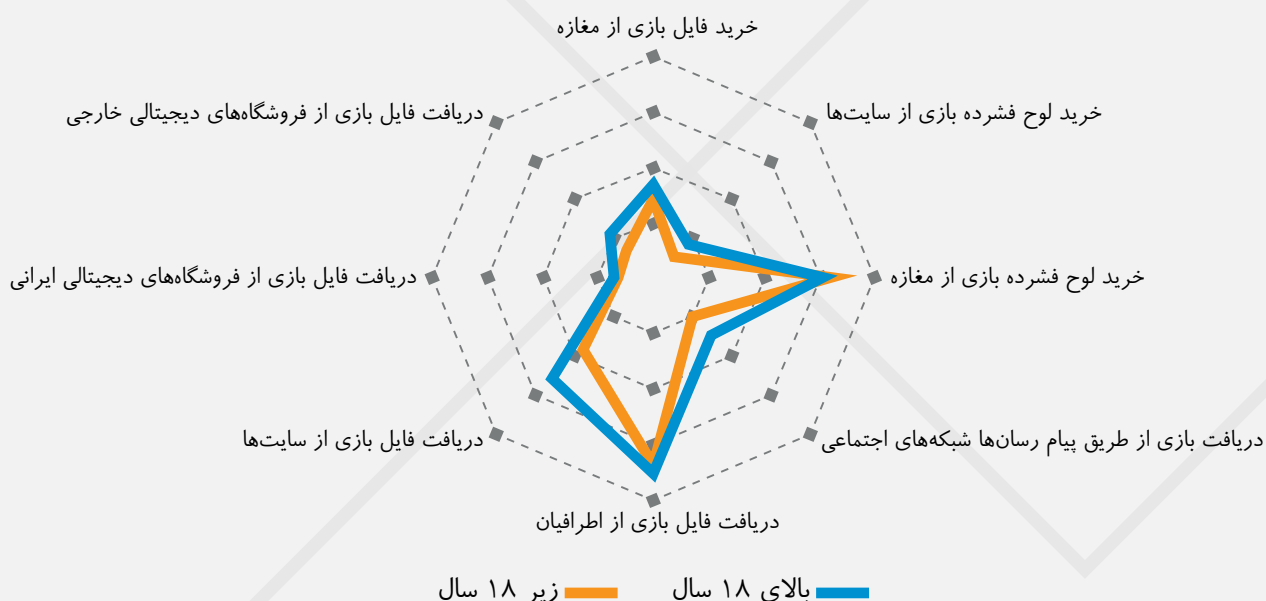 خرید فایل بازی از مغازه
خرید لوح فشرده بازی از سایت‌ها
دریافت فایل بازی از فروشگاه‌های دیجیتالی خارجی
خرید لوح فشرده بازی از مغازه
دریافت فایل بازی از فروشگاه‌های دیجیتالی ایرانی
دریافت بازی از طریق پیام رسان‌ها شبکه‌های اجتماعی
دریافت فایل بازی از سایت‌ها
دریافت فایل بازی از اطرافیان
بالای ۱۸ سال
زیر ۱۸ سال